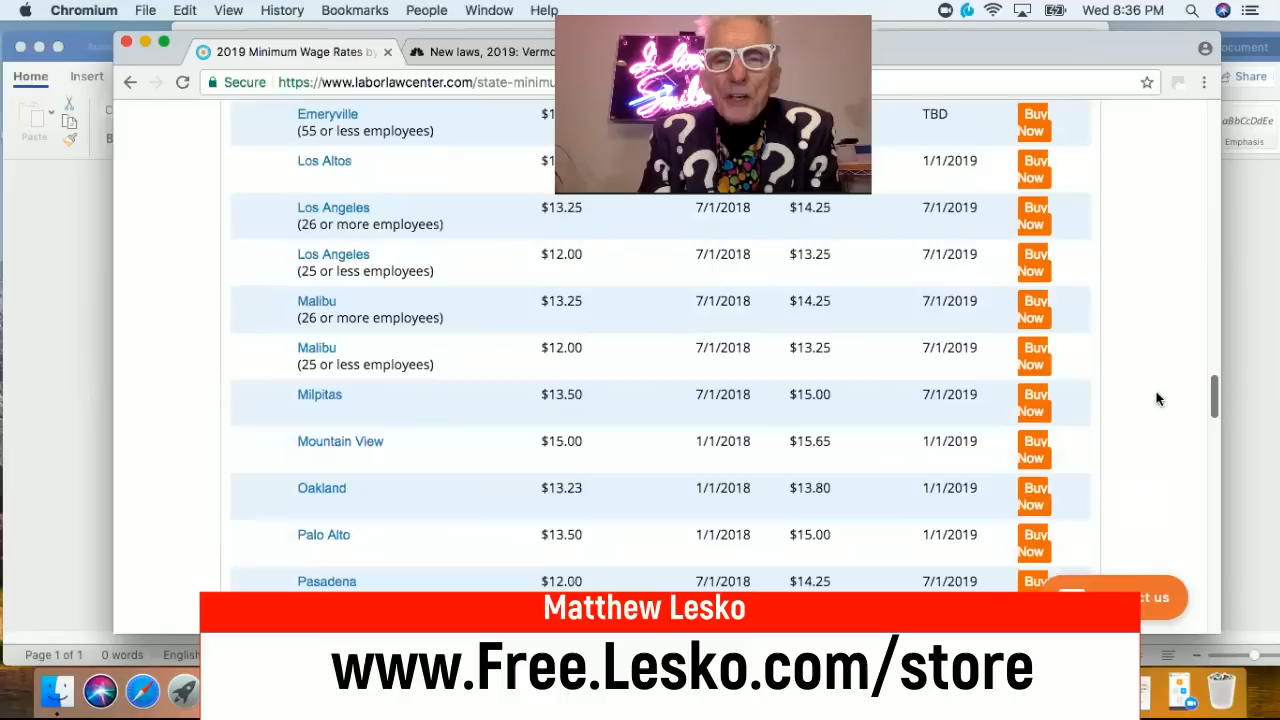 Chromium File Edit View History Bookmarks People Window Help Wed 8:36 PM
2019 Minimum Wage Rates by
New laws, 2019: Vermo
Document
Home Insert
Share
Secure https://www.laborlawcenter.com/state-minimu
Paste
AaBbCcDdEe
Emphasis
Emeryville TBD Buy
(55 or less employees) Now
Los Altos 1/1/2019 Buy
Now
Los Angeles $13.25 7/1/2018 $14.25 7/1/2019 Buy
(26 or more employees) Now
Los Angeles $12.00 7/1/2018 $13.25 7/1/2019 Buy
(25 or less employees) Now
Malibu $13.25 7/1/2018 $14.25 7/1/2019 Buy
(26 or more employees) Now
Malibu $12.00 7/1/2018 $13.25 7/1/2019 Buy
(25 or less employees) Now
Milpitas $13.50 7/1/2018 $15.00 7/1/2019 Buy
Now
Mountain View $15.00 1/1/2018 $15.65 1/1/2019 Buy
Now
Oakland $13.23 1/1/2018 $13.80 1/1/2019 Buy
Now
Palo Alto $13.50 1/1/2018 $15.00 1/1/2019 Buy
Now
Pasadena $12.00 7/1/2018 $14.25 7/1/2019 Buy
ct us
Matthew Lesko
www.Free.Lesko.com/store
Page 1 of 1 0 words English